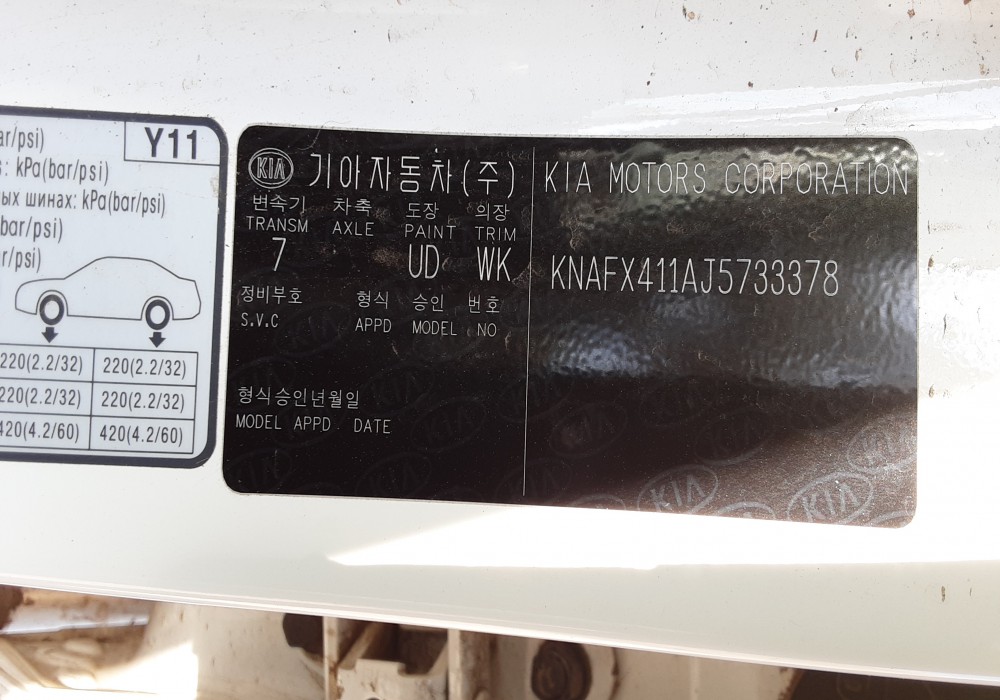 ar/psi)
Y11
: kPa(bar/psi)
ых шинах: kPa(bar/psi)
bar/psi)
r/psi)
220(2.2/32) 220(2.2/32)
220(2.2/32) 220(2.2/32)
420(4.2/60) 420(4.2/60)
KIA 기아자동차(주)
변속기 차축 도장 의장
TRANSM AXLE PAINT TRIM
7 UD WK
정비부호 형식 승인 번호
S.V.C APPD MODEL NO
형식승인년월일
MODEL APPD. DATE
KIA MOTORS CORPORATION
KNAFX411AJ5733378
KIA KIA KIA